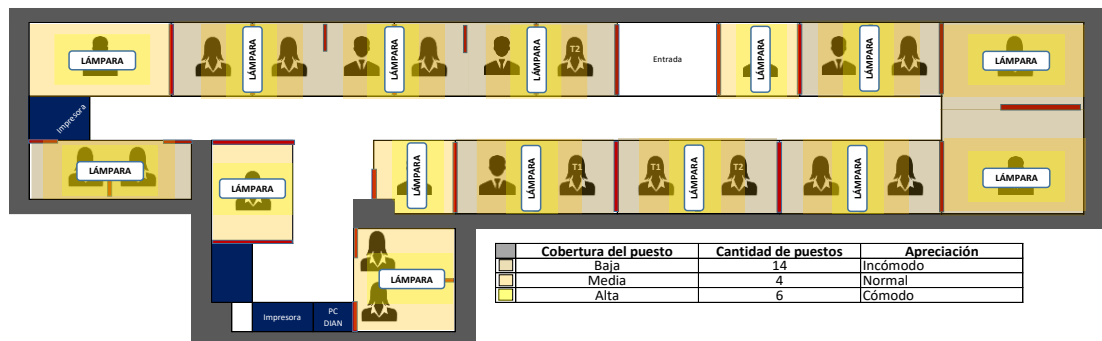 LÁMPARA
LÁMPARA
LÁMPARA
LÁMPARA
T2
Entrada
LÁMPARA
LÁMPARA
LÁMPARA
Impresora
LÁMPARA
LÁMPARA
LÁMPARA
LÁMPARA
T1
T1
LÁMPARA
T2
LÁMPARA
LÁMPARA
LÁMPARA
Impresora
PC
DIAN
Cobertura del puesto Cantidad de puestos Apreciación
Baja 14 Incómodo
Media 4 Normal
Alta 6 Cómodo